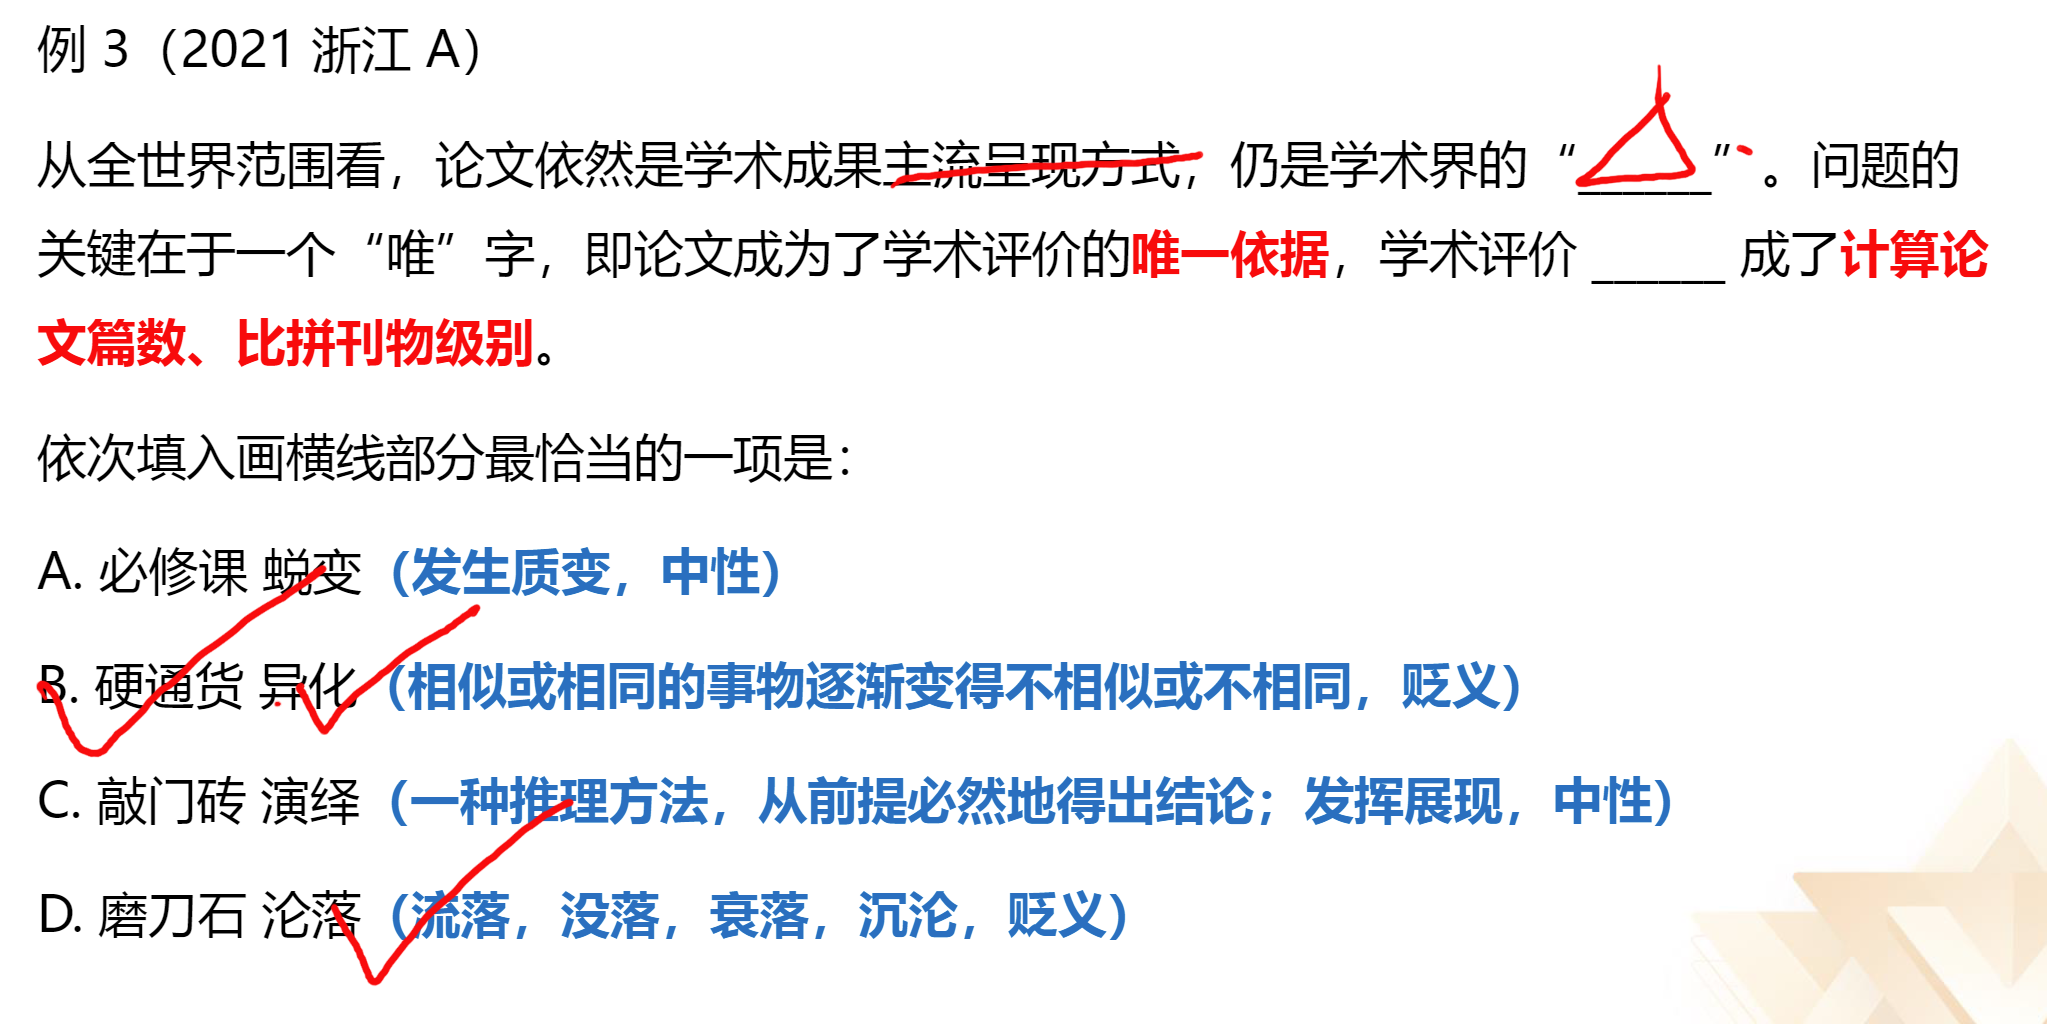 例 3（2021 浙江 A）
从全世界范围看，论文依然是学术成果主流呈现方式，仍是学术界的“______”。问题的
关键在于一个“唯”字，即论文成为了学术评价的唯一依据，学术评价 ______ 成了计算论
文篇数、比拼刊物级别。
依次填入画横线部分最恰当的一项是：
A. 必修课 蜕变（发生质变，中性）
B. 硬通货 异化（相似或相同的事物逐渐变得不相似或不相同，贬义）
C. 敲门砖 演绎（一种推理方法，从前提必然地得出结论；发挥展现，中性）
D. 磨刀石 沦落（流落，没落，衰落，沉沦，贬义）